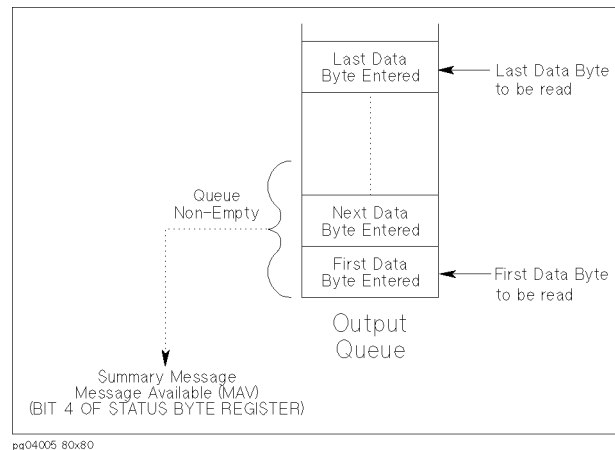 Last Data
Byte Entered
Last Data Byte
to be read
Queue
Non-Empty
Next Data
Byte Entered
First Data
Byte Entered
First Data Byte
to be read
Output
Queue
Summary Message
Message Available (MAV)
(BIT 4 OF STATUS BYTE REGISTER)
pg04005 80x80